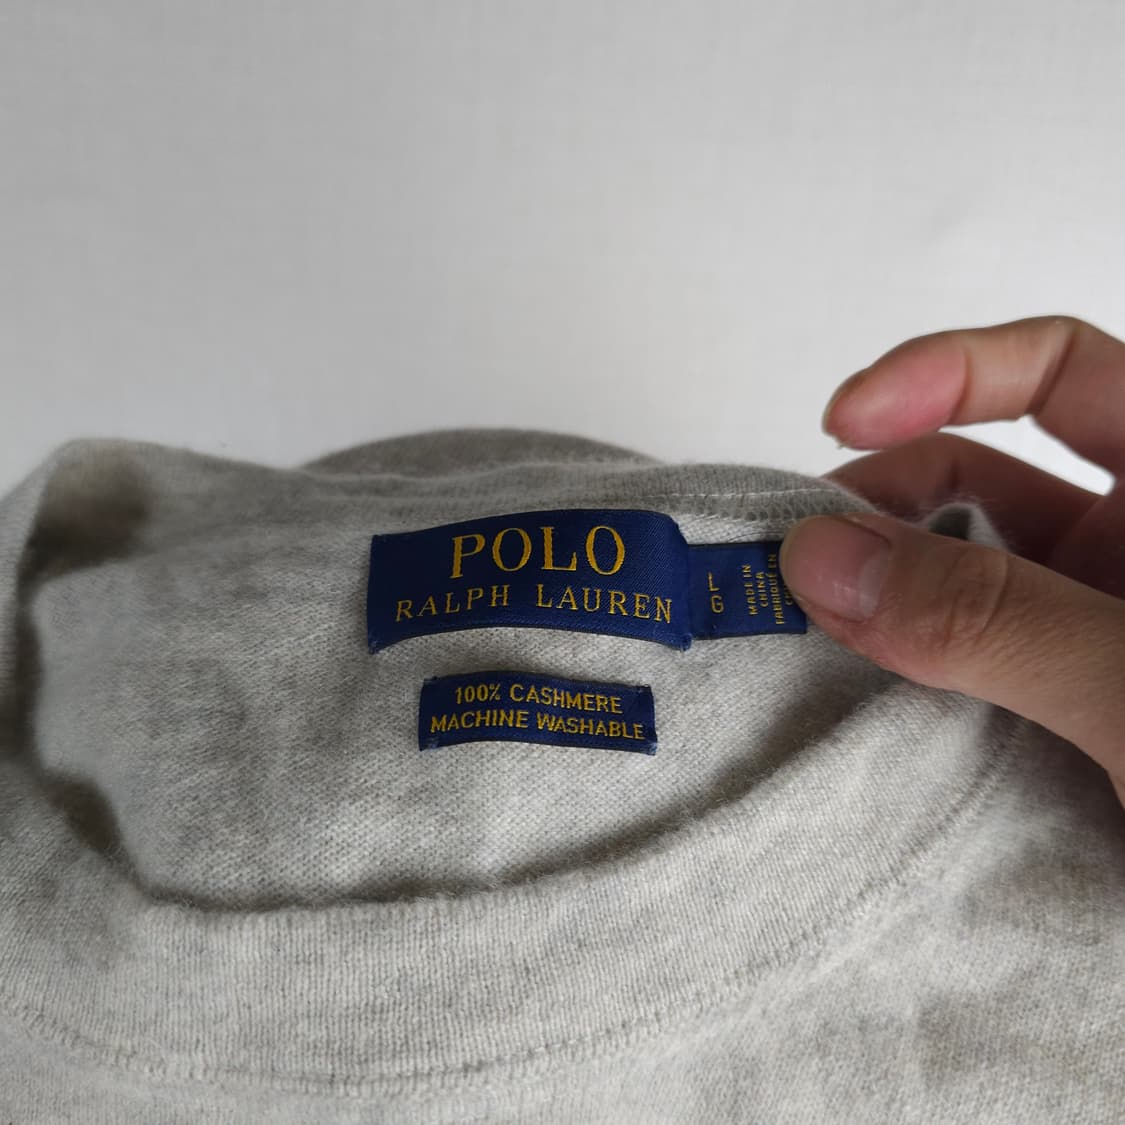 POLO
RALPH LAUREN
L
G
MADE IN
CHINA
FABRIQUÉ EN
100% CASHMERE
MACHINE WASHABLE